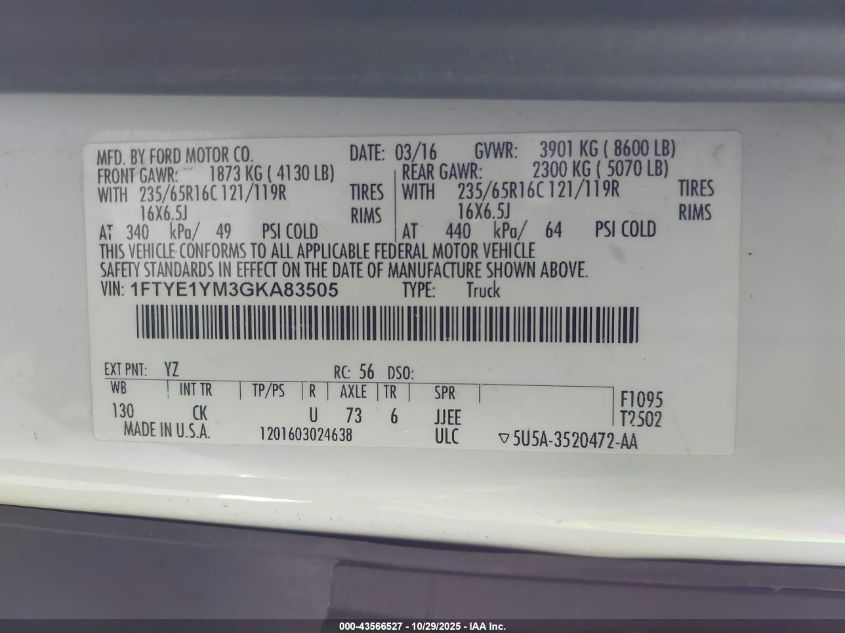 MFD. BY FORD MOTOR CO. DATE: 03/16 GVWR: 3901 KG ( 8600 LB)
FRONT GAWR: 1873 KG ( 4130 LB) REAR GAWR: 2300 KG ( 5070 LB)
WITH 235/65R16C 121/119R TIRES WITH 235/65R16C 121/119R TIRES
16X6.5J RIMS 16X6.5J RIMS
AT 340 kPa/ 49 PSI COLD AT 440 kPa/ 64 PSI COLD
THIS VEHICLE CONFORMS TO ALL APPLICABLE FEDERAL MOTOR VEHICLE
SAFETY STANDARDS IN EFFECT ON THE DATE OF MANUFACTURE SHOWN ABOVE.
VIN: 1FTYE1YM3GKA83505 TYPE: Truck
EXT PNT: YZ RC: 56 DSO:
WB INT TR TP/PS R AXLE TR SPR F1095
130 CK U 73 6 JJEE T2502
MADE IN U.S.A. 1201603024638 ULC ▽5U5A-3520472-AA
000-43566527 - 10/29/2025 - IAA Inc.